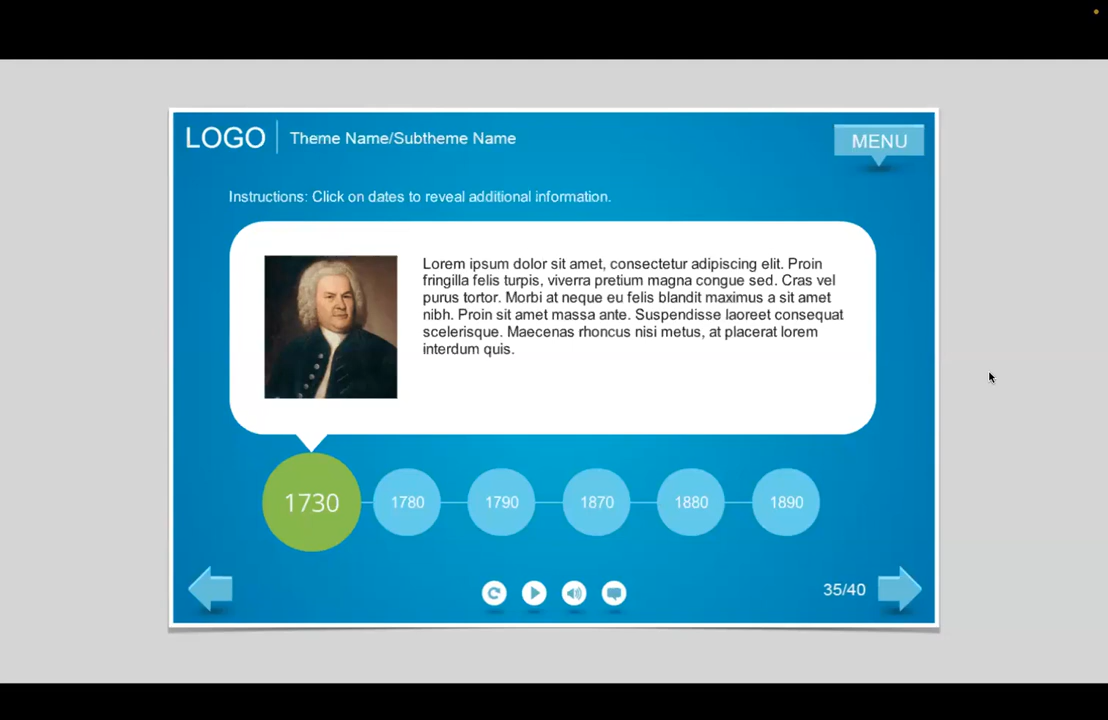 LOGO
Theme Name/Subtheme Name
MENU
Instructions: Click on dates to reveal additional information.
Lorem ipsum dolor sit amet, consectetur adipiscing elit. Proin
fringilla felis turpis, viverra pretium magna congue sed. Cras vel
purus tortor. Morbi at neque eu felis blandit maximus a sit amet
nibh. Proin sit amet massa ante. Suspendisse laoreet consequat
scelerisque. Maecenas rhoncus nisi metus, at placerat lorem
interdum quis.
1730
1780
1790
1870
1880
1890
35/40